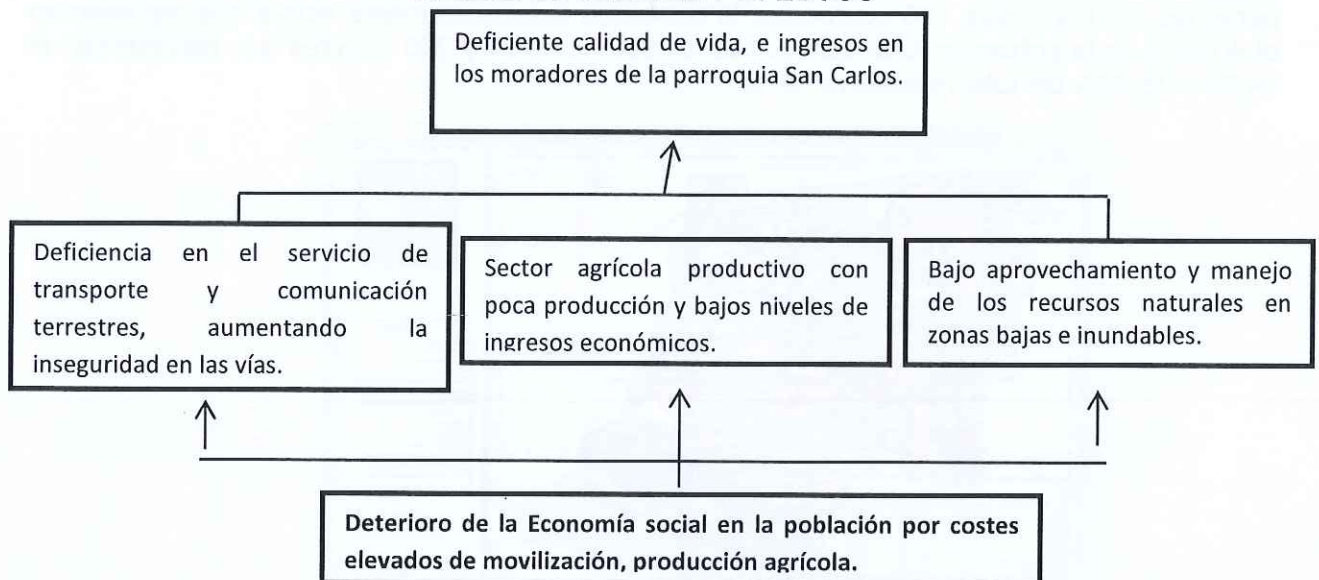 Deficiente calidad de vida, e ingresos en
los moradores de la parroquia San Carlos.
Deficiencia en el servicio de
transporte y comunicación
terrestres, aumentando la
inseguridad en las vías.
Sector agrícola productivo con
poca producción y bajos niveles de
ingresos económicos.
Bajo aprovechamiento y manejo
de los recursos naturales en
zonas bajas e inundables.
Deterioro de la Economía social en la población por costes
elevados de movilización, producción agrícola.